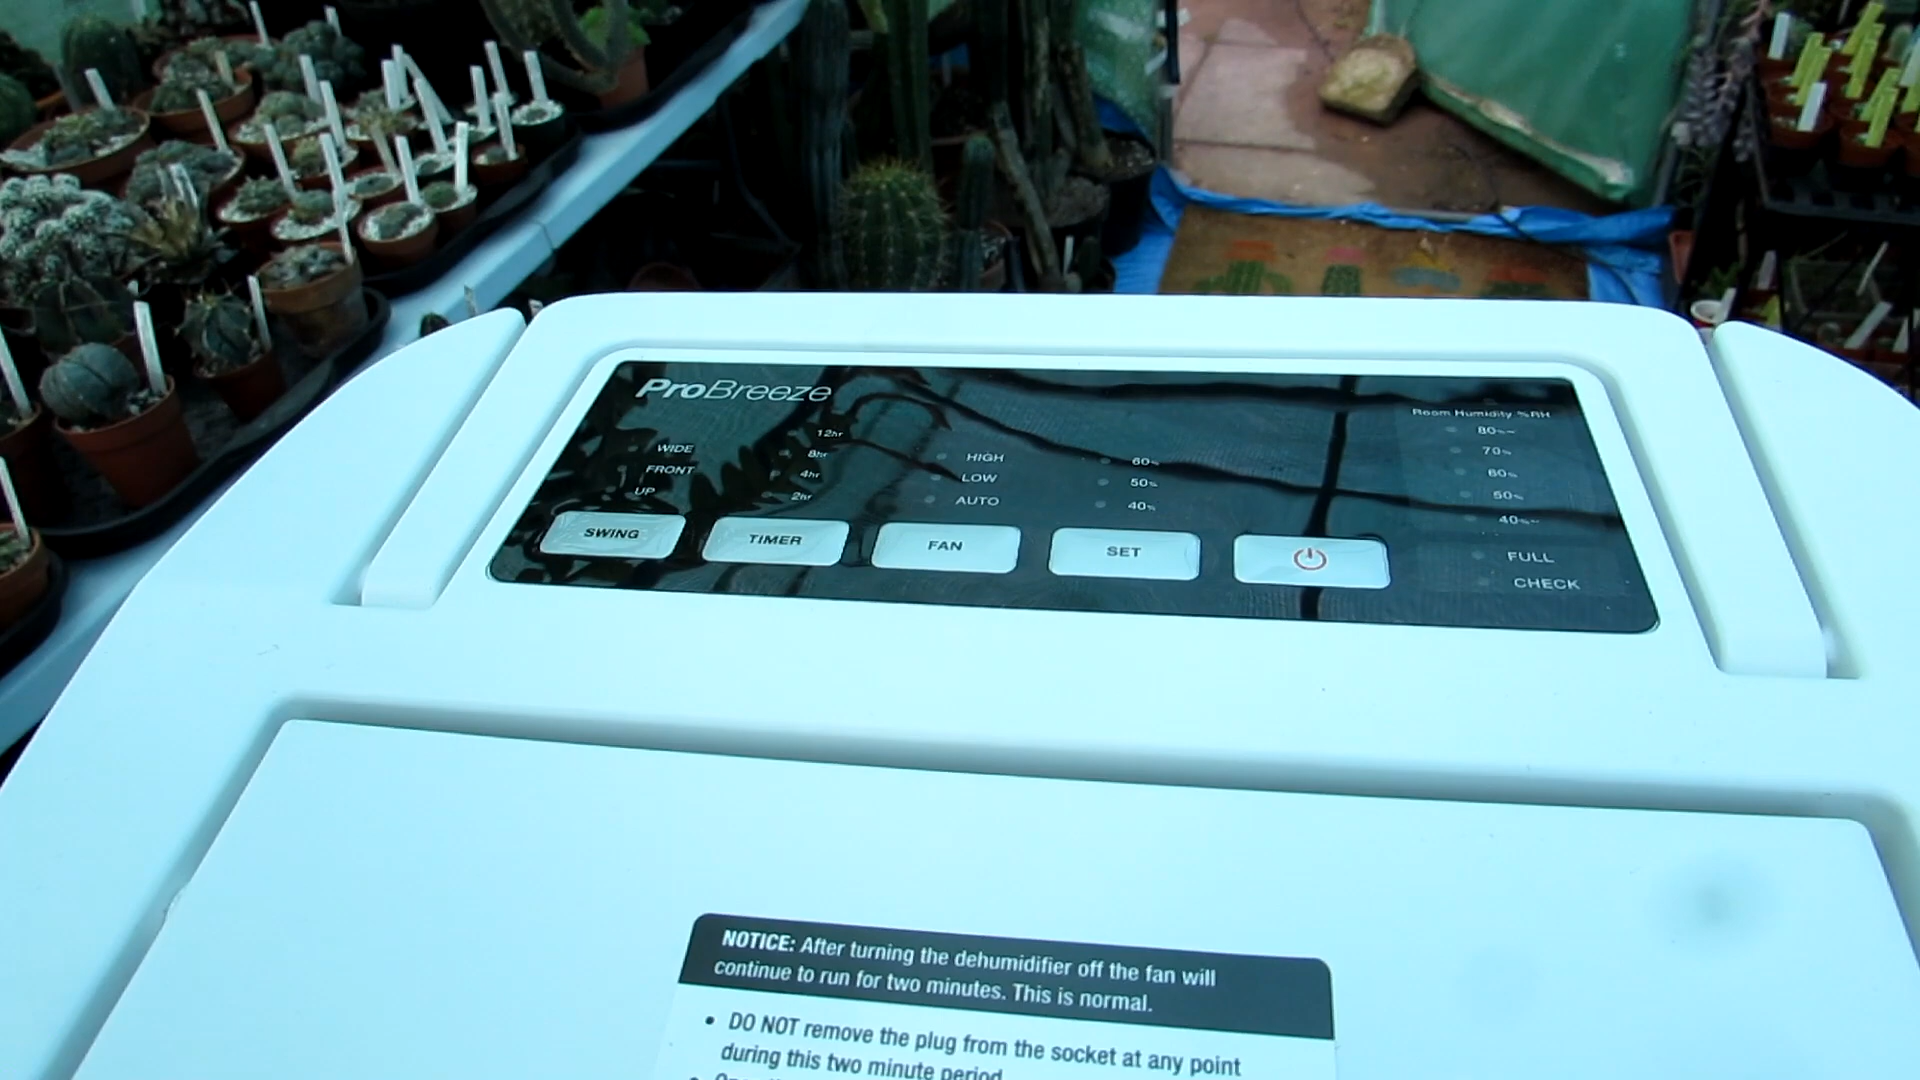 ProBreeze
WIDE
FRONT
UP
SWING
12hr
8hr
4hr
2hr
TIMER
HIGH
LOW
AUTO
FAN
60%
50%
40%
SET
Room Humidity %RH
80%~
70%
60%
50%
40%~
FULL
CHECK
NOTICE: After turning the dehumidifier off the fan will
continue to run for two minutes. This is normal.
• DO NOT remove the plug from the socket at any point
during this two minute period.